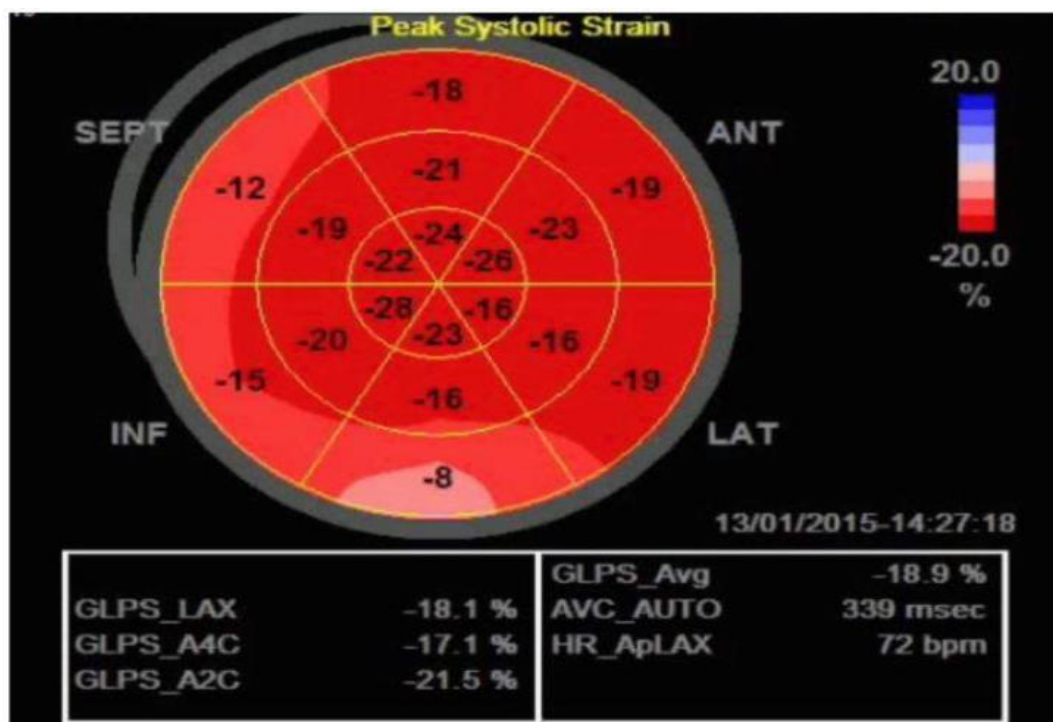 Peak Systolic Strain
20.0
SEPT
ANT
-18
-12
-21
-19
-19
-24
-23
-22
-26
-20.0
%
-28
-16
-23
-20
-16
-15
-16
-19
INF
LAT
-8
13/01/2015-14:27:18
GLPS_Avg -18.9 %
GLPS_LAX -18.1 % AVC_AUTO 339 msec
GLPS_A4C -17.1 % HR_ApLAX 72 bpm
GLPS_A2C -21.5 %